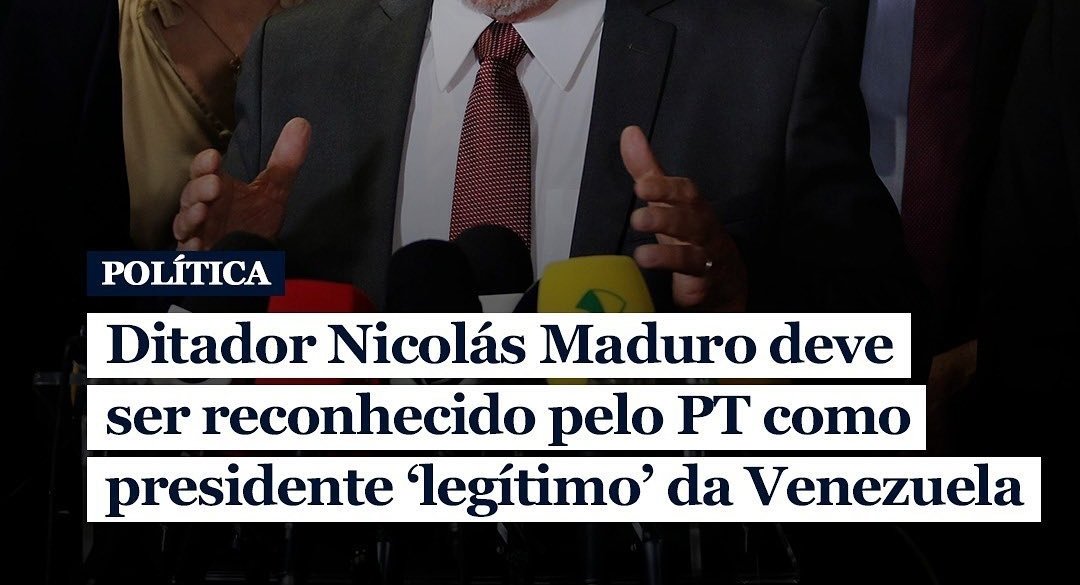 POLÍTICA
Ditador Nicolás Maduro deve
ser reconhecido pelo PT como
presidente ‘legítimo’ da Venezuela